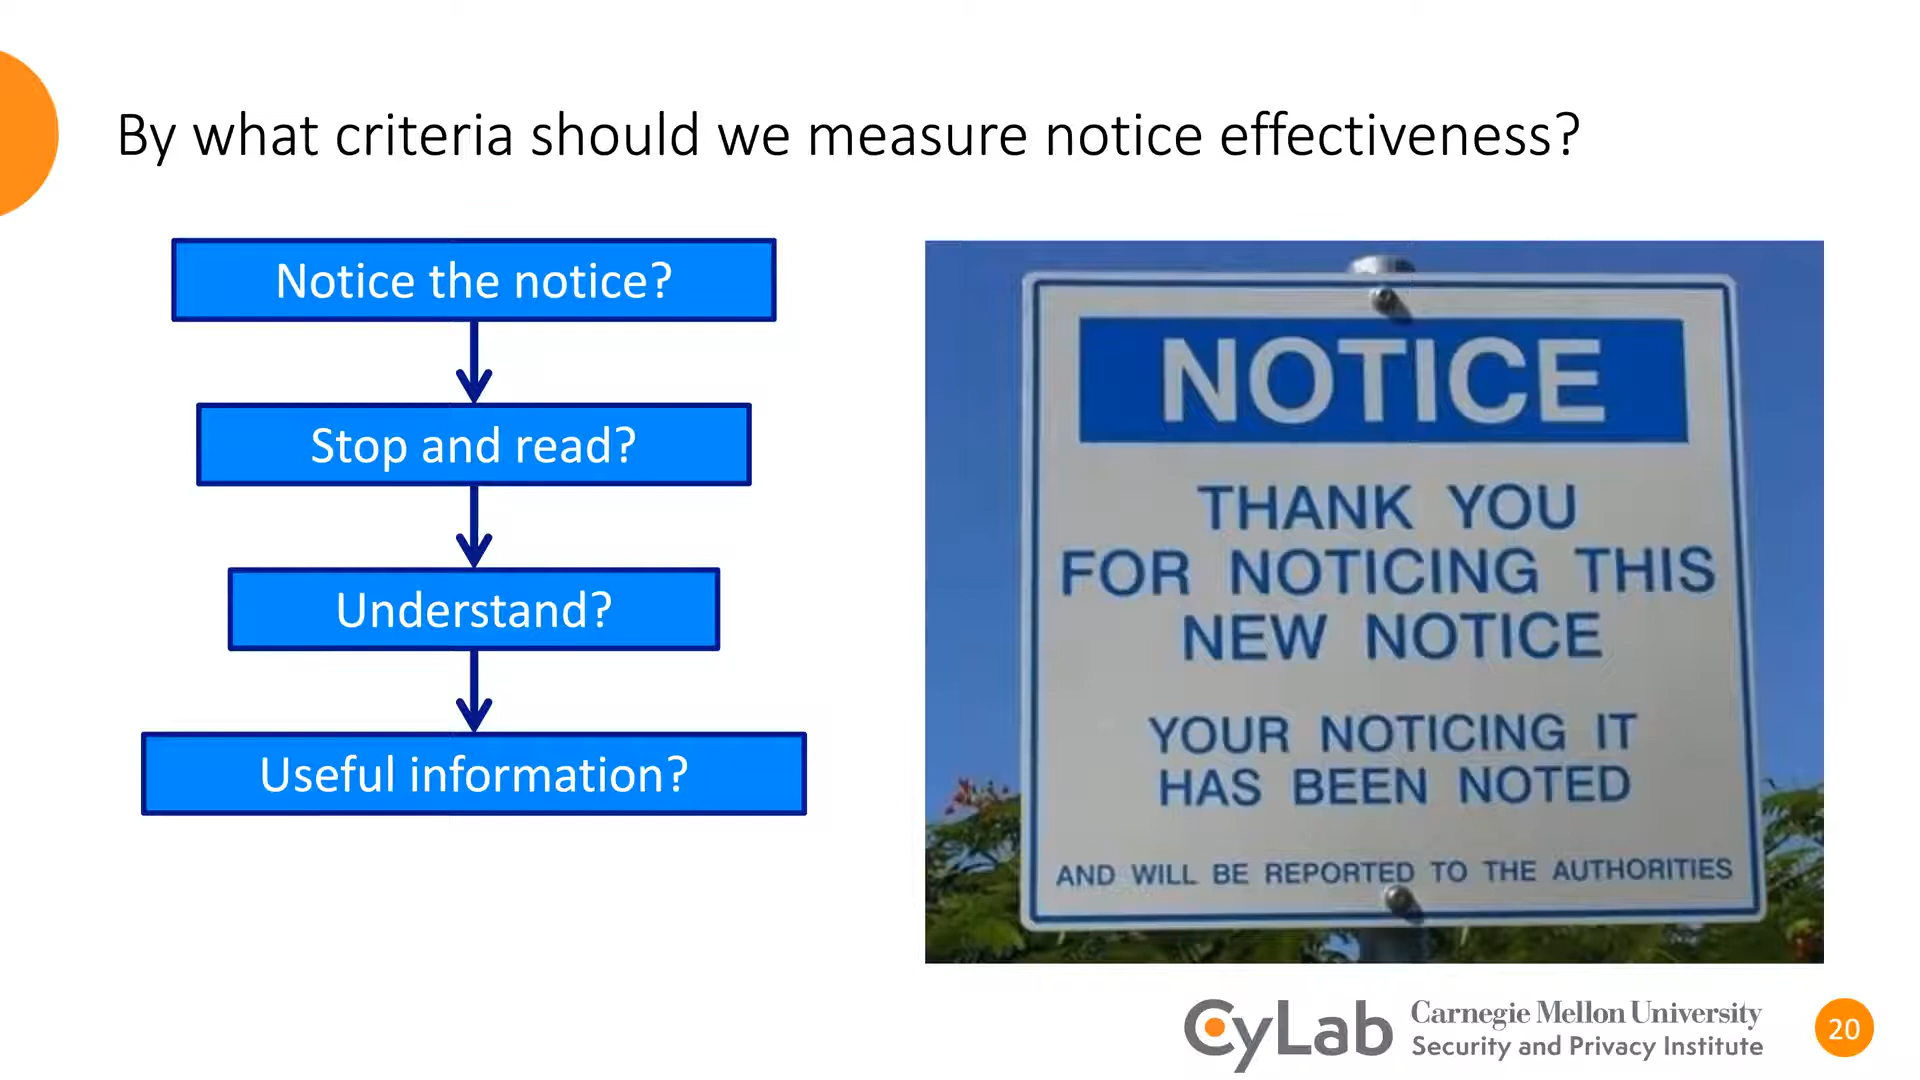 By what criteria should we measure notice effectiveness?
Notice the notice?
Stop and read?
Understand?
Useful information?
NOTICE
THANK YOU
FOR NOTICING THIS
NEW NOTICE
YOUR NOTICING IT
HAS BEEN NOTED
AND WILL BE REPORTED TO THE AUTHORITIES
CyLab
Carnegie Mellon University
Security and Privacy Institute
20